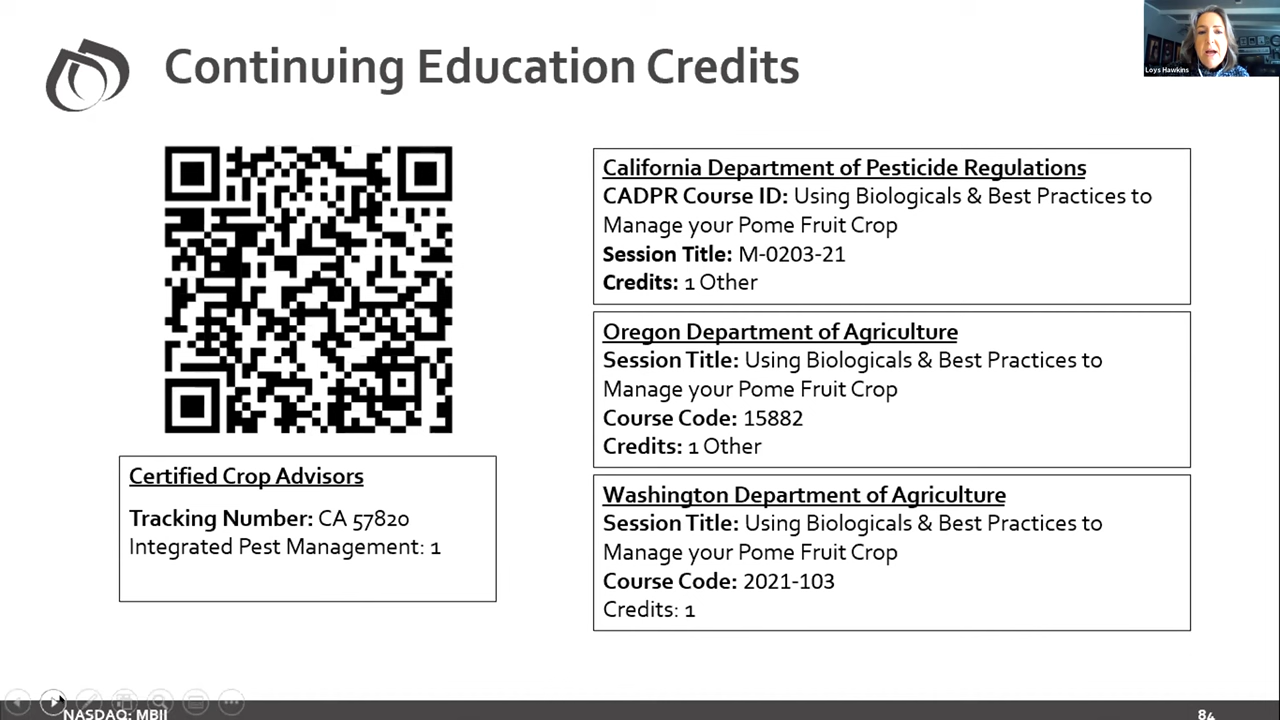 Continuing Education Credits
Loys Hawkins
Certified Crop Advisors
Tracking Number: CA 57820
Integrated Pest Management: 1
California Department of Pesticide Regulations
CADPR Course ID: Using Biologicals & Best Practices to
Manage your Pome Fruit Crop
Session Title: M-0203-21
Credits: 1 Other
Oregon Department of Agriculture
Session Title: Using Biologicals & Best Practices to
Manage your Pome Fruit Crop
Course Code: 15882
Credits: 1 Other
Washington Department of Agriculture
Session Title: Using Biologicals & Best Practices to
Manage your Pome Fruit Crop
Course Code: 2021-103
Credits: 1
NASDAQ: MBII
84